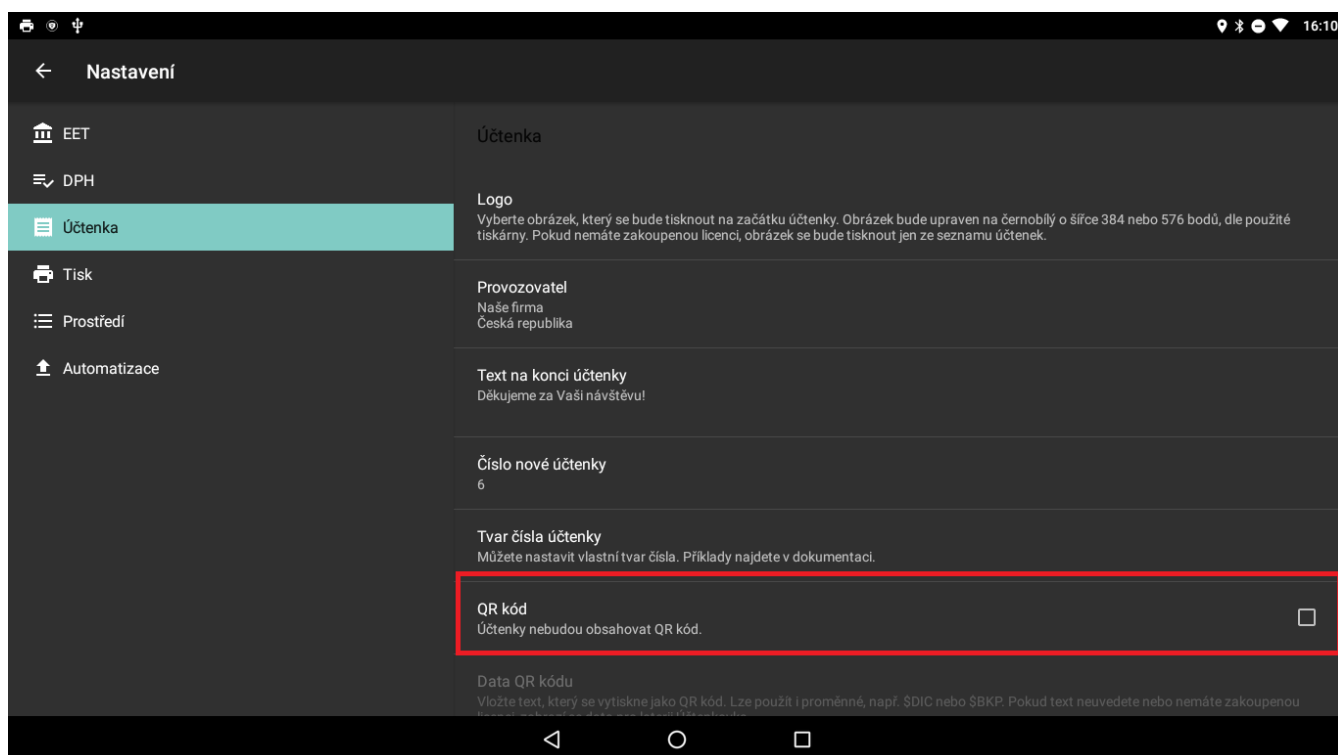 16:10
Nastavení
EET
DPH
Účtenka
Tisk
Prostředí
Automatizace
Účtenka
Logo
Vyberte obrázek, který se bude tisknout na začátku účtenky. Obrázek bude upraven na černobílý o šířce 384 nebo 576 bodů, dle použité
tiskárny. Pokud nemáte zakoupenou licenci, obrázek se bude tisknout jen ze seznamu účtenek.
Provozovatel
Naše firma
Česká republika
Text na konci účtenky
Děkujeme za Vaši návštěvu!
Číslo nové účtenky
6
Tvar čísla účtenky
Můžete nastavit vlastní tvar čísla. Příklady najdete v dokumentaci.
QR kód
Účtenky nebudou obsahovat QR kód.
Data QR kódu
Vložte text, který se vytiskne jako QR kód. Lze použít i proměnné, např. $DIC nebo $BKP. Pokud text neuvedete nebo nemáte zakoupenou